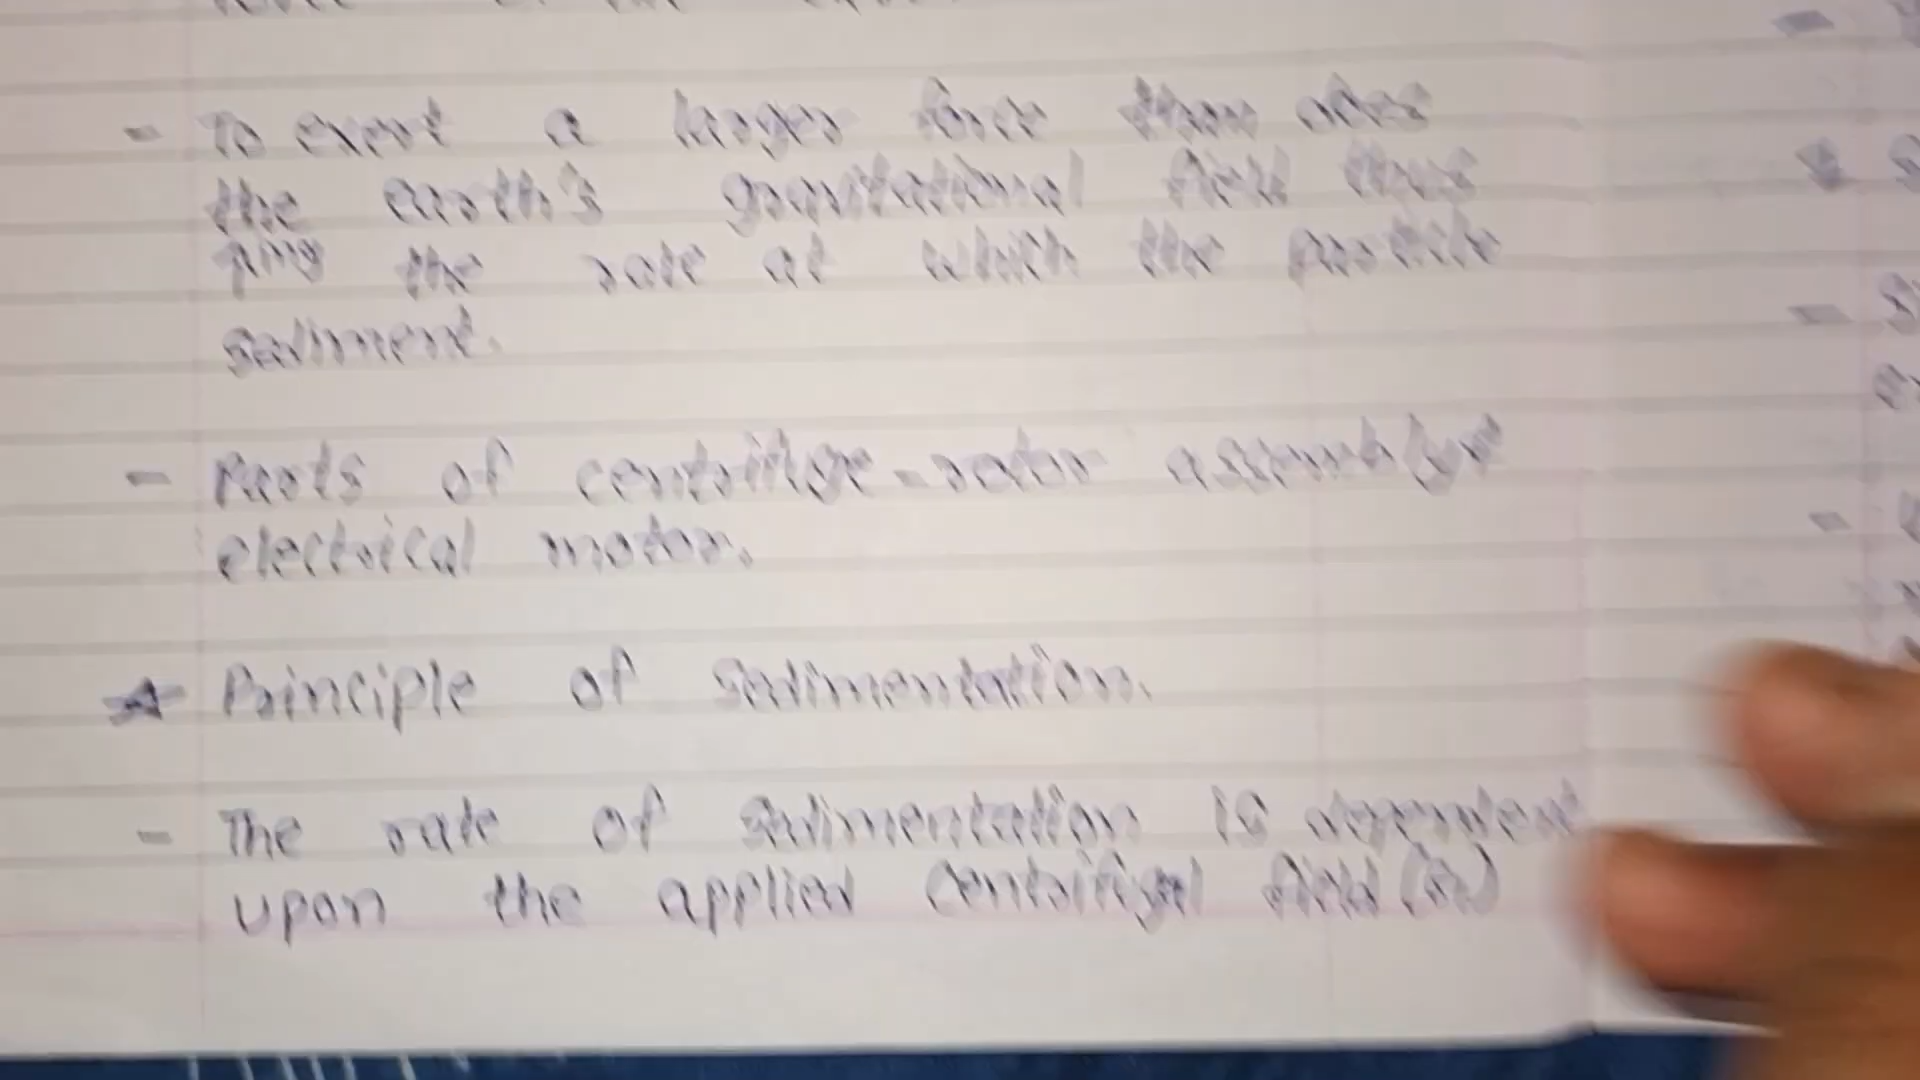 - To exert a larger force than does
the earth's gravitational field thus
ping the rate at which the particle
sediment.
- Parts of centrifuge - rotor assembly &
electrical motor.
★ Principle of Sedimentation.
- The rate of sedimentation is dependent
upon the applied centrifugal field